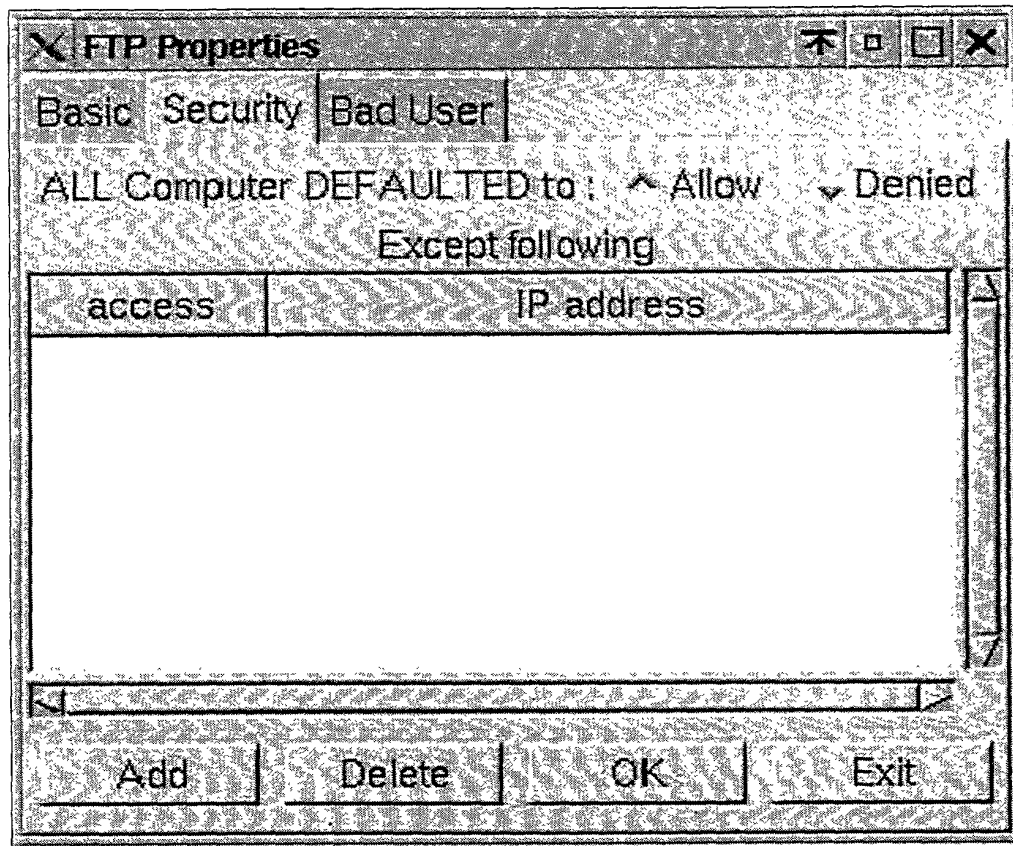 FTP Properties
Basic Security Bad User
ALL Computer DEFAULTED to : Allow Denied
Except following
access IP address
Add Delete OK Exit